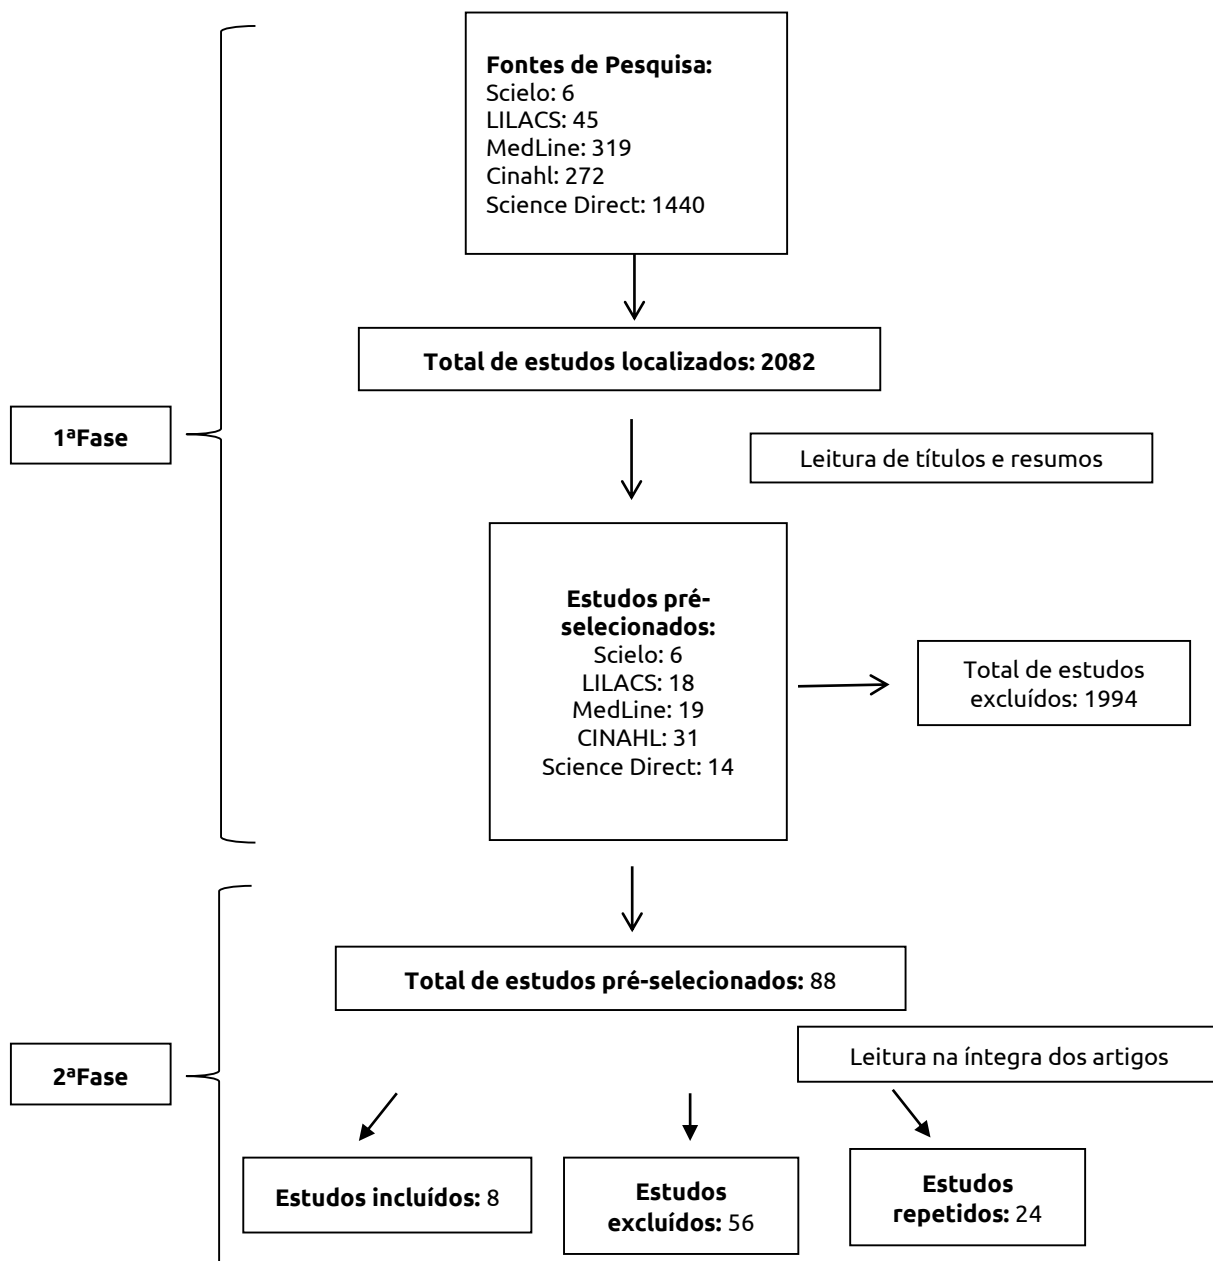 Fontes de Pesquisa:
Scielo: 6
LILACS: 45
MedLine: 319
Cinahl: 272
Science Direct: 1440
Total de estudos localizados: 2082
1ªFase
Leitura de títulos e resumos
Estudos pré-
selecionados:
Scielo: 6
LILACS: 18
MedLine: 19
CINAHL: 31
Science Direct: 14
Total de estudos
excluídos: 1994
Total de estudos pré-selecionados: 88
2ªFase
Leitura na íntegra dos artigos
Estudos incluídos: 8
Estudos
excluídos: 56
Estudos
repetidos: 24